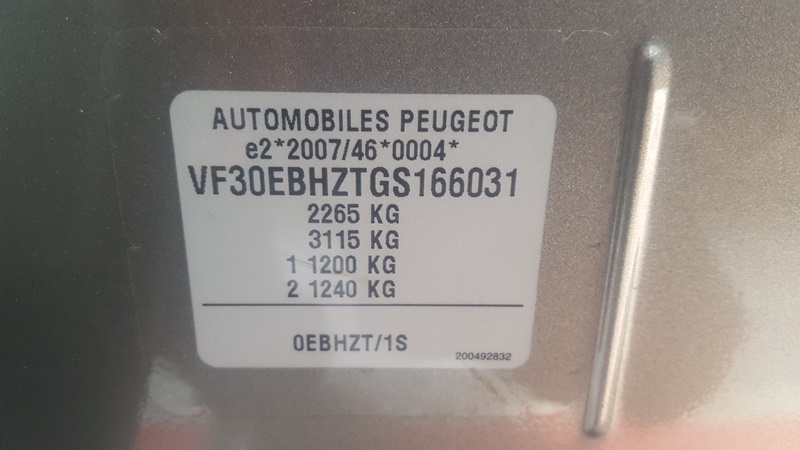 AUTOMOBILES PEUGEOT
e2*2007/46*0004*
VF30EBHZTGS166031
2265 KG
3115 KG
1 1200 KG
2 1240 KG
0EBHZT/1S
200492832